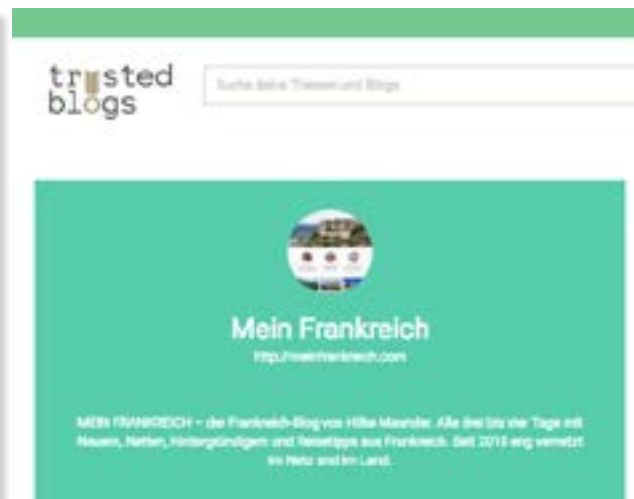 trusted
blogs
Suche deine Themen und Blogs
Mein Frankreich
http://meinfrankreich.com
MEIN FRANKREICH – der Frankreich-Blog von Hilke Maunder. Alle drei bis vier Tage mit
Neuem, Nettem, Hintergründigem und Reisetipps aus Frankreich. Seit 2010 eng vernetzt
im Netz und im Land.